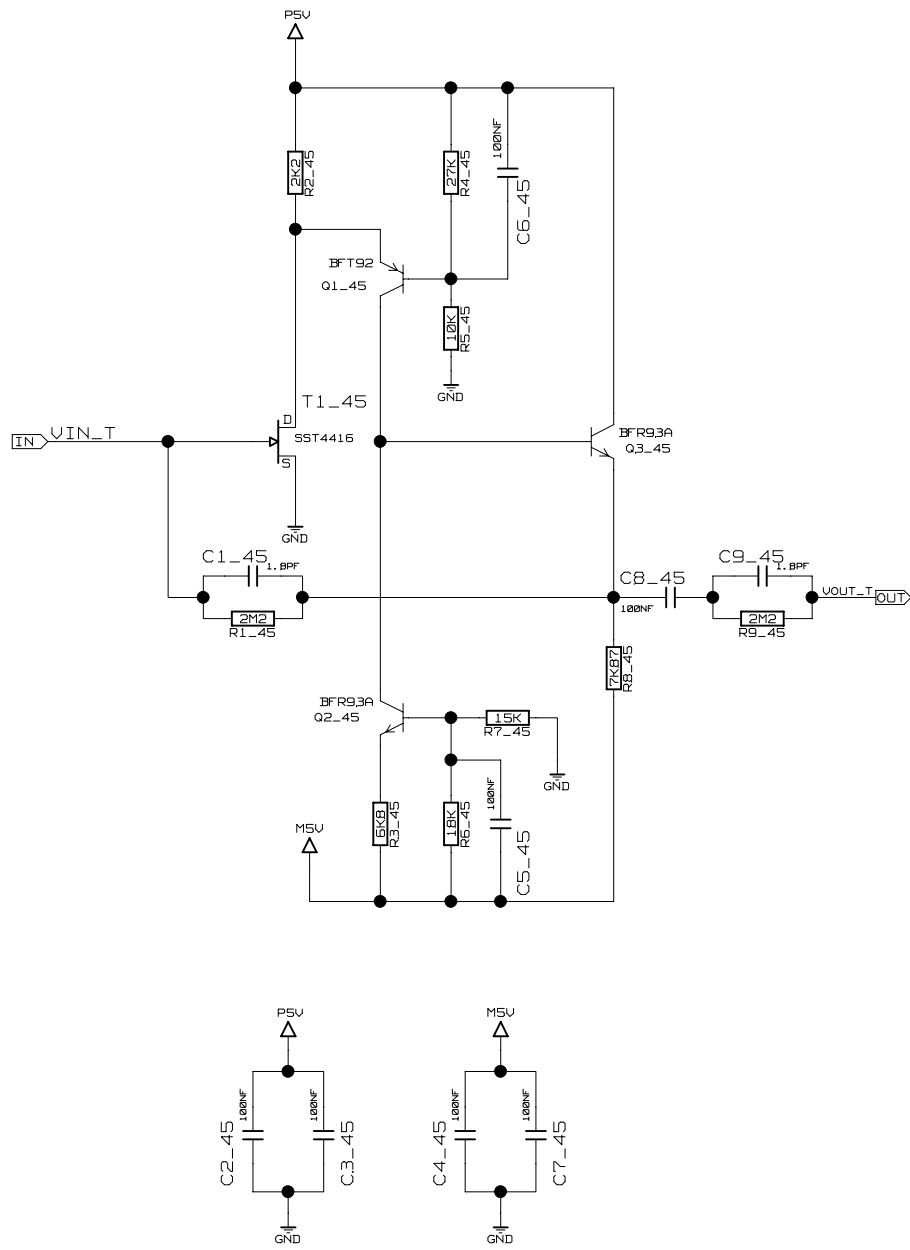 P5V
100NF
2K2
R2_45
27K
R4_45
C6_45
BFT92
Q1_45
10K
R5_45
GND
T1_45
D
SST4416
S
IN
VIN_T
BFR93A
Q3_45
GND
C1_45
1.8PF
2M2
R1_45
C8_45
100NF
C9_45
1.8PF
2M2
R9_45
VOUT_T
OUT
7K87
R8_45
BFR93A
Q2_45
15K
R7_45
GND
M5V
6K8
R3_45
18K
R6_45
100NF
C5_45
P5V
M5V
100NF
C2_45
100NF
C3_45
100NF
C4_45
100NF
C7_45
GND
GND